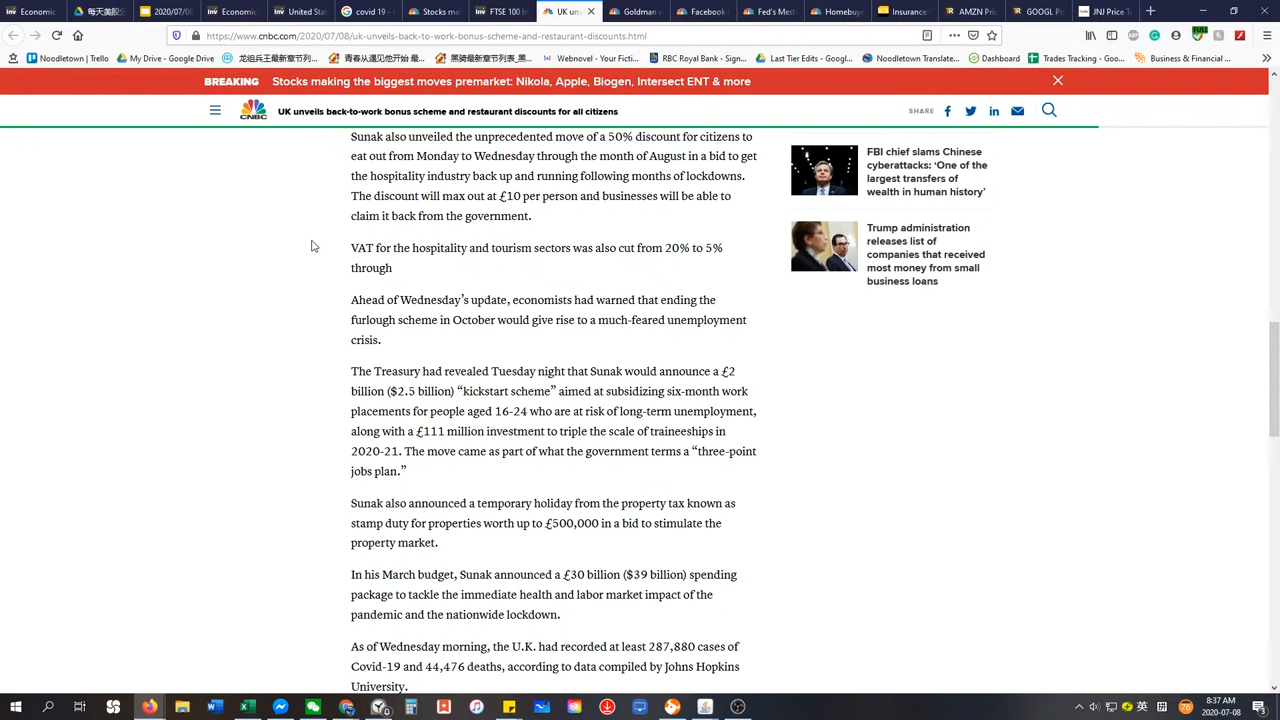 Economic
每天美股
2020/07/0
Economic
United Stat
covid 19 -
Stocks ma
FTSE 100 In
UK un
Goldman
Facebook
Fed's Mest
Homebuy
Insurance
AMZN Pri
GOOGL Pr
JNJ Price T
https://www.cnbc.com/2020/07/08/uk-unveils-back-to-work-bonus-scheme-and-restaurant-discounts.html
Noodletown | Trello
My Drive - Google...
龙组兵王最新章节列...
青春从遇见他开始 最...
黑骑最新章节列表_黑...
Webnovel - Your Ficti...
RBC Royal Bank - Sign...
Last Tier Edits - Googl...
Noodletown Translate...
Dashboard
Trades Tracking - Goo...
Business & Financial ...
BREAKING Stocks making the biggest moves premarket: Nikola, Apple, Biogen, Intersect ENT & more
CNBC
UK unveils back-to-work bonus scheme and restaurant discounts for all citizens
SHARE
Sunak also unveiled the unprecedented move of a 50% discount for citizens to
eat out from Monday to Wednesday through the month of August in a bid to get
the hospitality industry back up and running following months of lockdowns.
The discount will max out at £10 per person and businesses will be able to
claim it back from the government.
VAT for the hospitality and tourism sectors was also cut from 20% to 5%
through
Ahead of Wednesday's update, economists had warned that ending the
furlough scheme in October would give rise to a much-feared unemployment
crisis.
The Treasury had revealed Tuesday night that Sunak would announce a £2
billion ($2.5 billion) “kickstart scheme” aimed at subsidizing six-month work
placements for people aged 16-24 who are at risk of long-term unemployment,
along with a £111 million investment to triple the scale of traineeships in
2020-21. The move came as part of what the government terms a “three-point
jobs plan.”
Sunak also announced a temporary holiday from the property tax known as
stamp duty for properties worth up to £500,000 in a bid to stimulate the
property market.
In his March budget, Sunak announced a £30 billion ($39 billion) spending
package to tackle the immediate health and labor market impact of the
pandemic and the nationwide lockdown.
As of Wednesday morning, the U.K. had recorded at least 287,880 cases of
Covid-19 and 44,476 deaths, according to data compiled by Johns Hopkins
University.
FBI chief slams Chinese
cyberattacks: ‘One of the
largest transfers of
wealth in human history’
Trump administration
releases list of
companies that received
most money from small
business loans
英
76
8:37 AM
2020-07-08